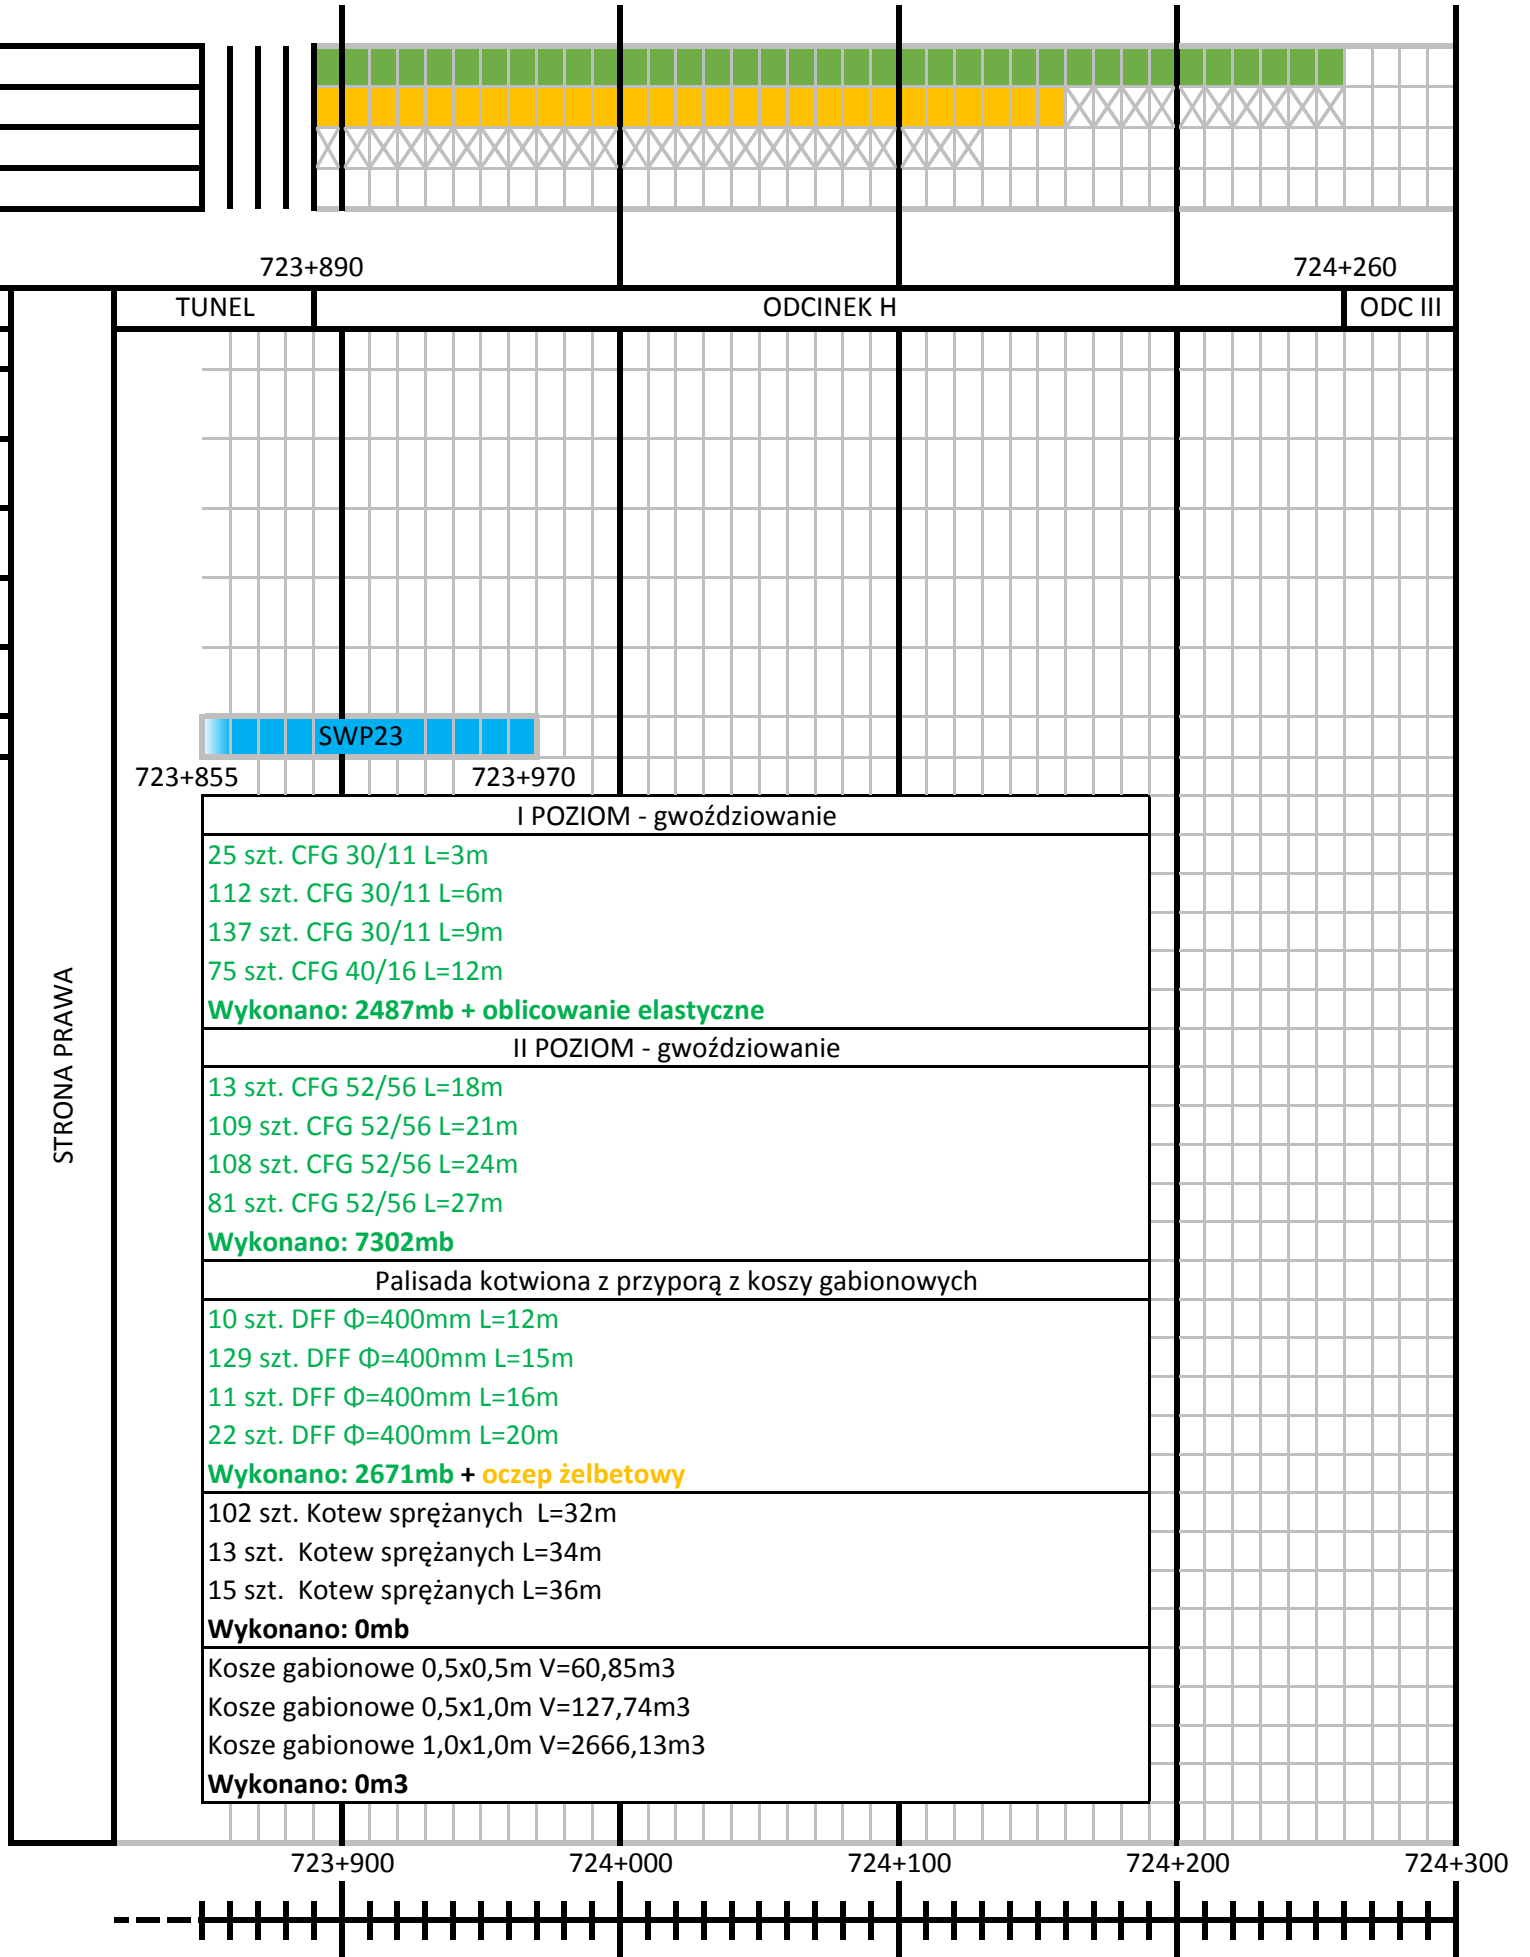 723+890
724+260
TUNEL
ODCINEK H
ODC III
SWP23
723+855
723+970
STRONA PRAWA
I POZIOM - gwoździowanie
25 szt. CFG 30/11 L=3m
112 szt. CFG 30/11 L=6m
137 szt. CFG 30/11 L=9m
75 szt. CFG 40/16 L=12m
Wykonano: 2487mb + oblicowanie elastyczne
II POZIOM - gwoździowanie
13 szt. CFG 52/56 L=18m
109 szt. CFG 52/56 L=21m
108 szt. CFG 52/56 L=24m
81 szt. CFG 52/56 L=27m
Wykonano: 7302mb
Palisada kotwiona z przyporą z koszy gabionowych
10 szt. DFF Φ=400mm L=12m
129 szt. DFF Φ=400mm L=15m
11 szt. DFF Φ=400mm L=16m
22 szt. DFF Φ=400mm L=20m
Wykonano: 2671mb + oczep żelbetowy
102 szt. Kotew sprężanych  L=32m
13 szt.  Kotew sprężanych L=34m
15 szt.  Kotew sprężanych L=36m
Wykonano: 0mb
Kosze gabionowe 0,5x0,5m V=60,85m3
Kosze gabionowe 0,5x1,0m V=127,74m3
Kosze gabionowe 1,0x1,0m V=2666,13m3
Wykonano: 0m3
723+900
724+000
724+100
724+200
724+300